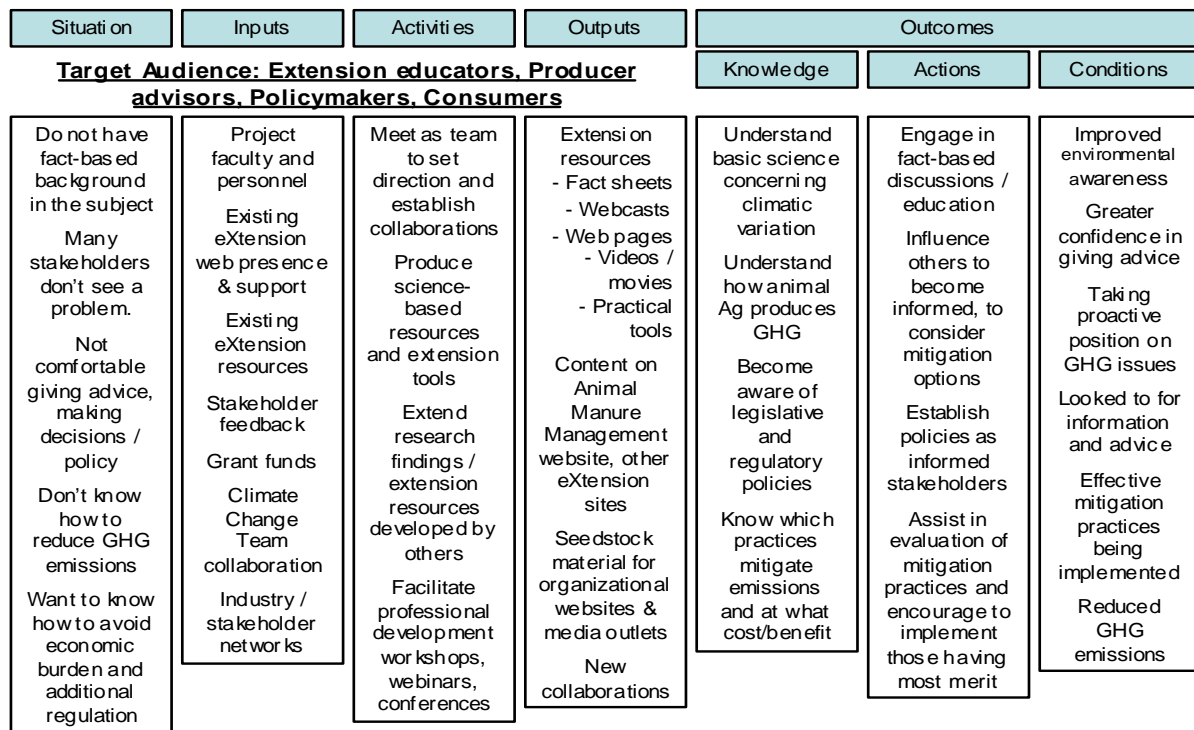 Situation
Inputs
Activities
Outputs
Outcomes
Target Audience: Extension educators, Producer
advisors, Policymakers, Consumers
Knowledge
Actions
Conditions
Do not have
fact-based
background
in the subject
Many
stakeholders
don't see a
problem.
Not
comfortable
giving advice,
making
decisions /
policy
Don't know
how to
reduce GHG
emissions
Want to know
how to avoid
economic
burden and
additional
regulation
Project
faculty and
personnel
Existing
eXtension
web presence
& support
Existing
eXtension
resources
Stakeholder
feedback
Grant funds
Climate
Change
Team
collaboration
Industry /
stakeholder
networks
Meet as team
to set
direction and
establish
collaborations
Produce
science-
based
resources
and extension
tools
Extend
research
findings /
extension
resources
developed by
others
Facilitate
professional
development
workshops,
webinars,
conferences
Extension
resources
- Fact sheets
- Webcasts
- Web pages
- Videos /
movies
- Practical
tools
Content on
Animal
Manure
Management
website, other
eXtension
sites
Seedstock
material for
organizational
websites &
media outlets
New
collaborations
Understand
basic science
concerning
climatic
variation
Understand
how animal
Ag produces
GHG
Become
aware of
legislative
and
regulatory
policies
Know which
practices
mitigate
emissions
and at what
cost/benefit
Engage in
fact-based
discussions /
education
Influence
others to
become
informed, to
consider
mitigation
options
Establish
policies as
informed
stakeholders
Assist in
evaluation of
mitigation
practices and
encourage to
implement
those having
most merit
Improved
environmental
awareness
Greater
confidence in
giving advice
Taking
proactive
position on
GHG issues
Looked to for
information
and advice
Effective
mitigation
practices
being
implemented
Reduced
GHG
emissions